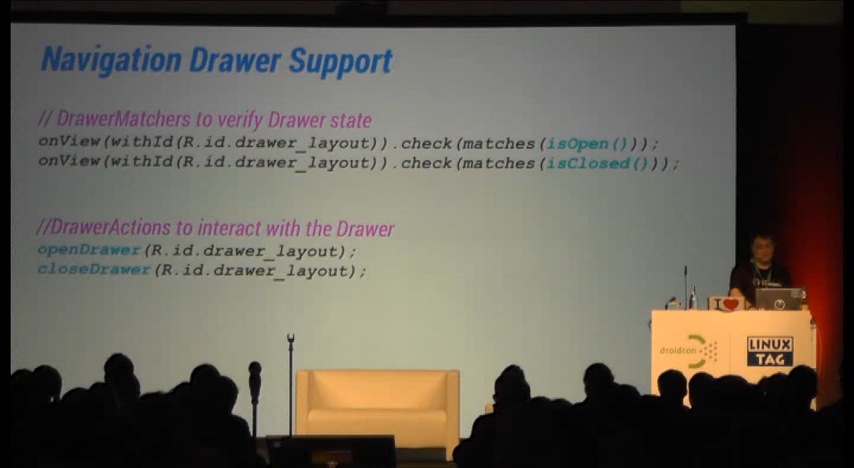 Navigation Drawer Support
// DrawerMatchers to verify Drawer state
onView(withId(R.id.drawer_layout)).check(matches(isOpen()));
onView(withId(R.id.drawer_layout)).check(matches(isClosed()));
//DrawerActions to interact with the Drawer
openDrawer(R.id.drawer_layout);
closeDrawer(R.id.drawer_layout);
I
droidcon
LINUX
TAG